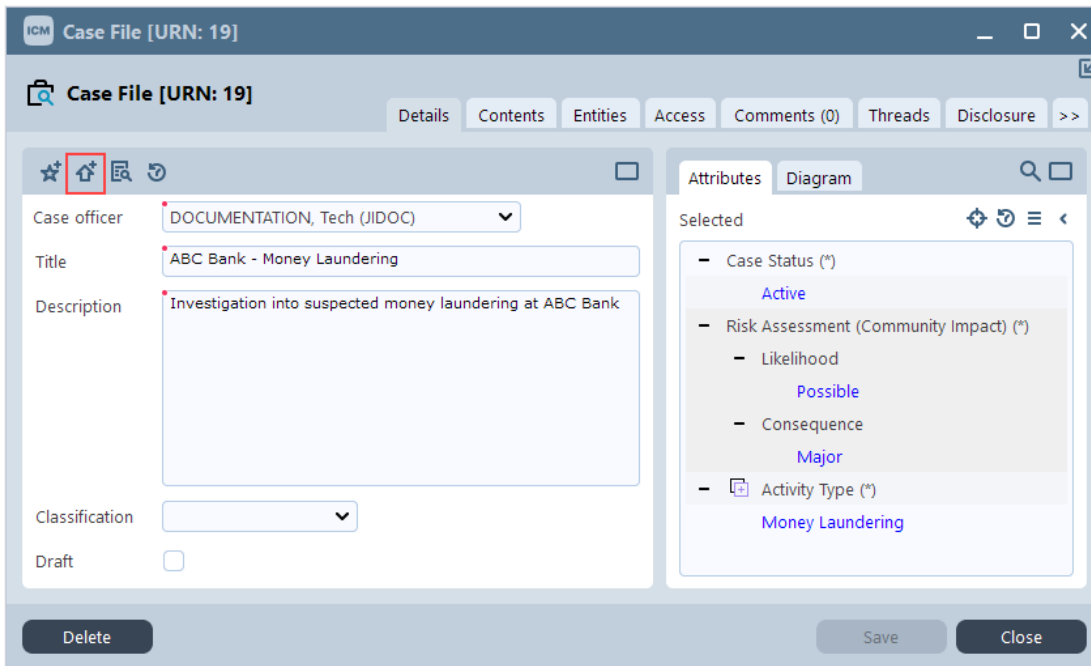 ICM Case File [URN: 19]
Case File [URN: 19]
Details Contents Entities Access Comments (0) Threads Disclosure >>
Attributes Diagram
Case officer DOCUMENTATION, Tech (JIDOC)
Selected
Title ABC Bank - Money Laundering
Description Investigation into suspected money laundering at ABC Bank
Classification
Draft
Case Status (*)
Active
Risk Assessment (Community Impact) (*)
Likelihood
Possible
Consequence
Major
Activity Type (*)
Money Laundering
Delete Save Close